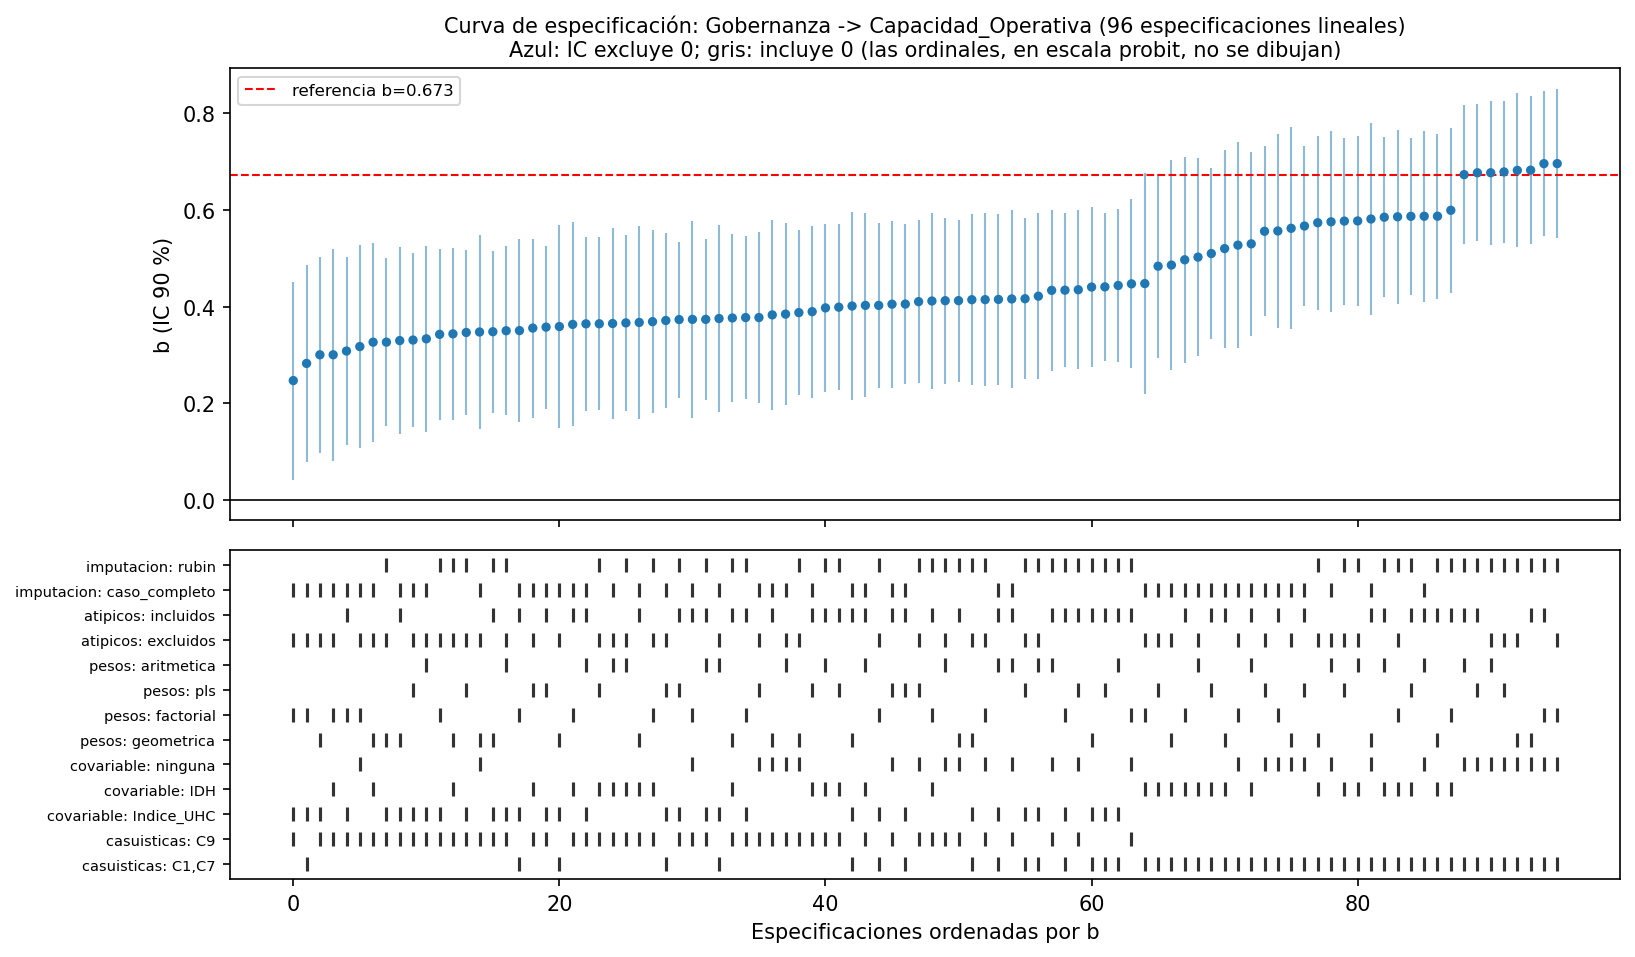 Curva de especificación: Gobernanza -> Capacidad_Operativa (96 especificaciones lineales)
Azul: IC excluye 0; gris: incluye 0 (las ordinales, en escala probit, no se dibujan)
referencia b=0.673
b (IC 90 %)
0.8
0.6
0.4
0.2
0.0
imputacion: rubin
imputacion: caso_completo
atipicos: incluidos
atipicos: excluidos
pesos: aritmetica
pesos: pls
pesos: factorial
pesos: geometrica
covariable: ninguna
covariable: IDH
covariable: Indice_UHC
casuisticas: C9
casuisticas: C1,C7
0 20 40 60 80
Especificaciones ordenadas por b